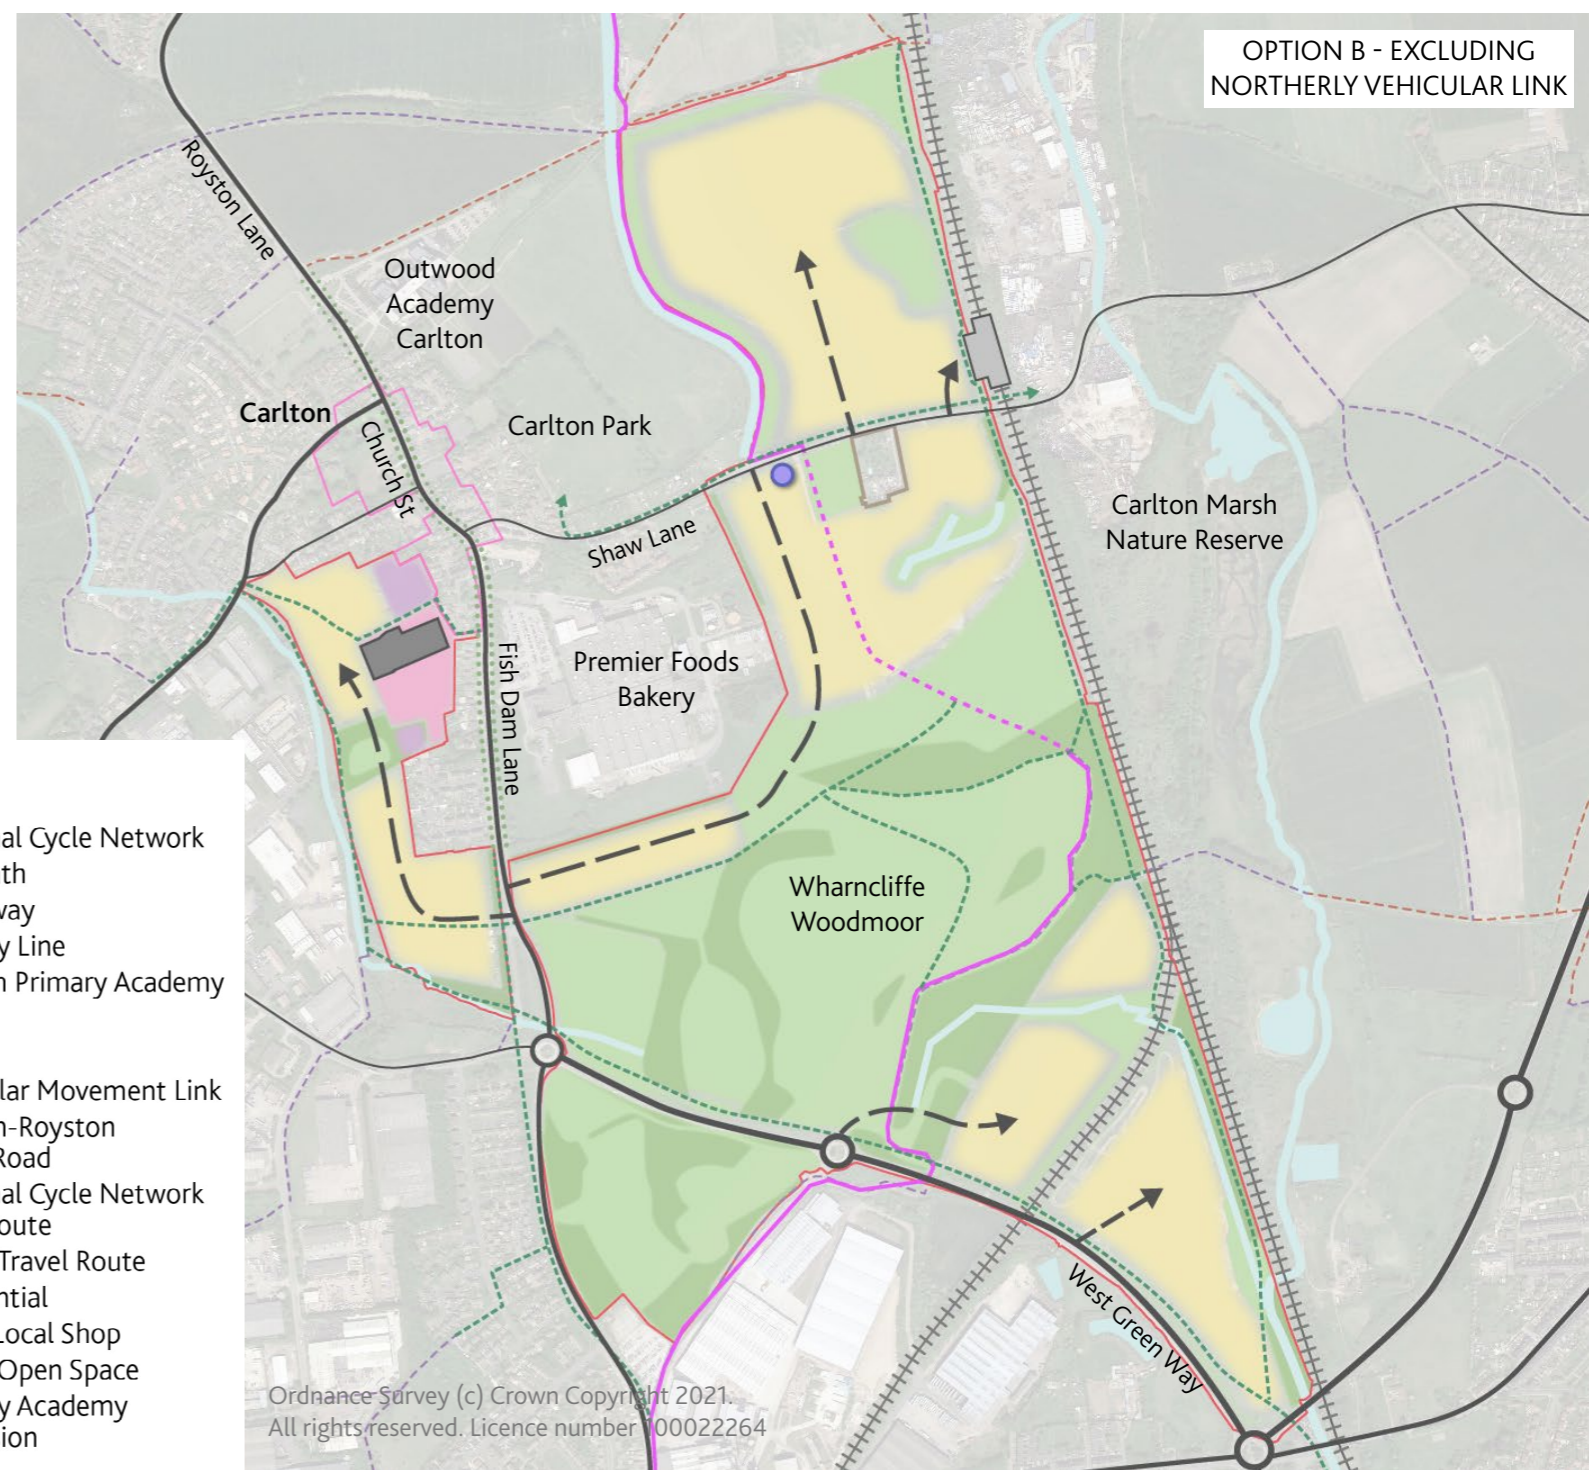 OPTION B - EXCLUDING
NORTHERLY VEHICULAR LINK
Royston Lane
Outwood
Academy
Carlton
Carlton
Church St
Carlton Park
Shaw Lane
Carlton Marsh
Nature Reserve
Fish Dam Lane
Premier Foods
Bakery
Wharncliffe
Woodmoor
West Green Way
al Cycle Network
th
way
y Line
n Primary Academy
lar Movement Link
n-Royston
Road
al Cycle Network
oute
Travel Route
ntial
Local Shop
Open Space
y Academy
ion
Ordnance Survey (c) Crown Copyright 2021.
All rights reserved. Licence number 100022264